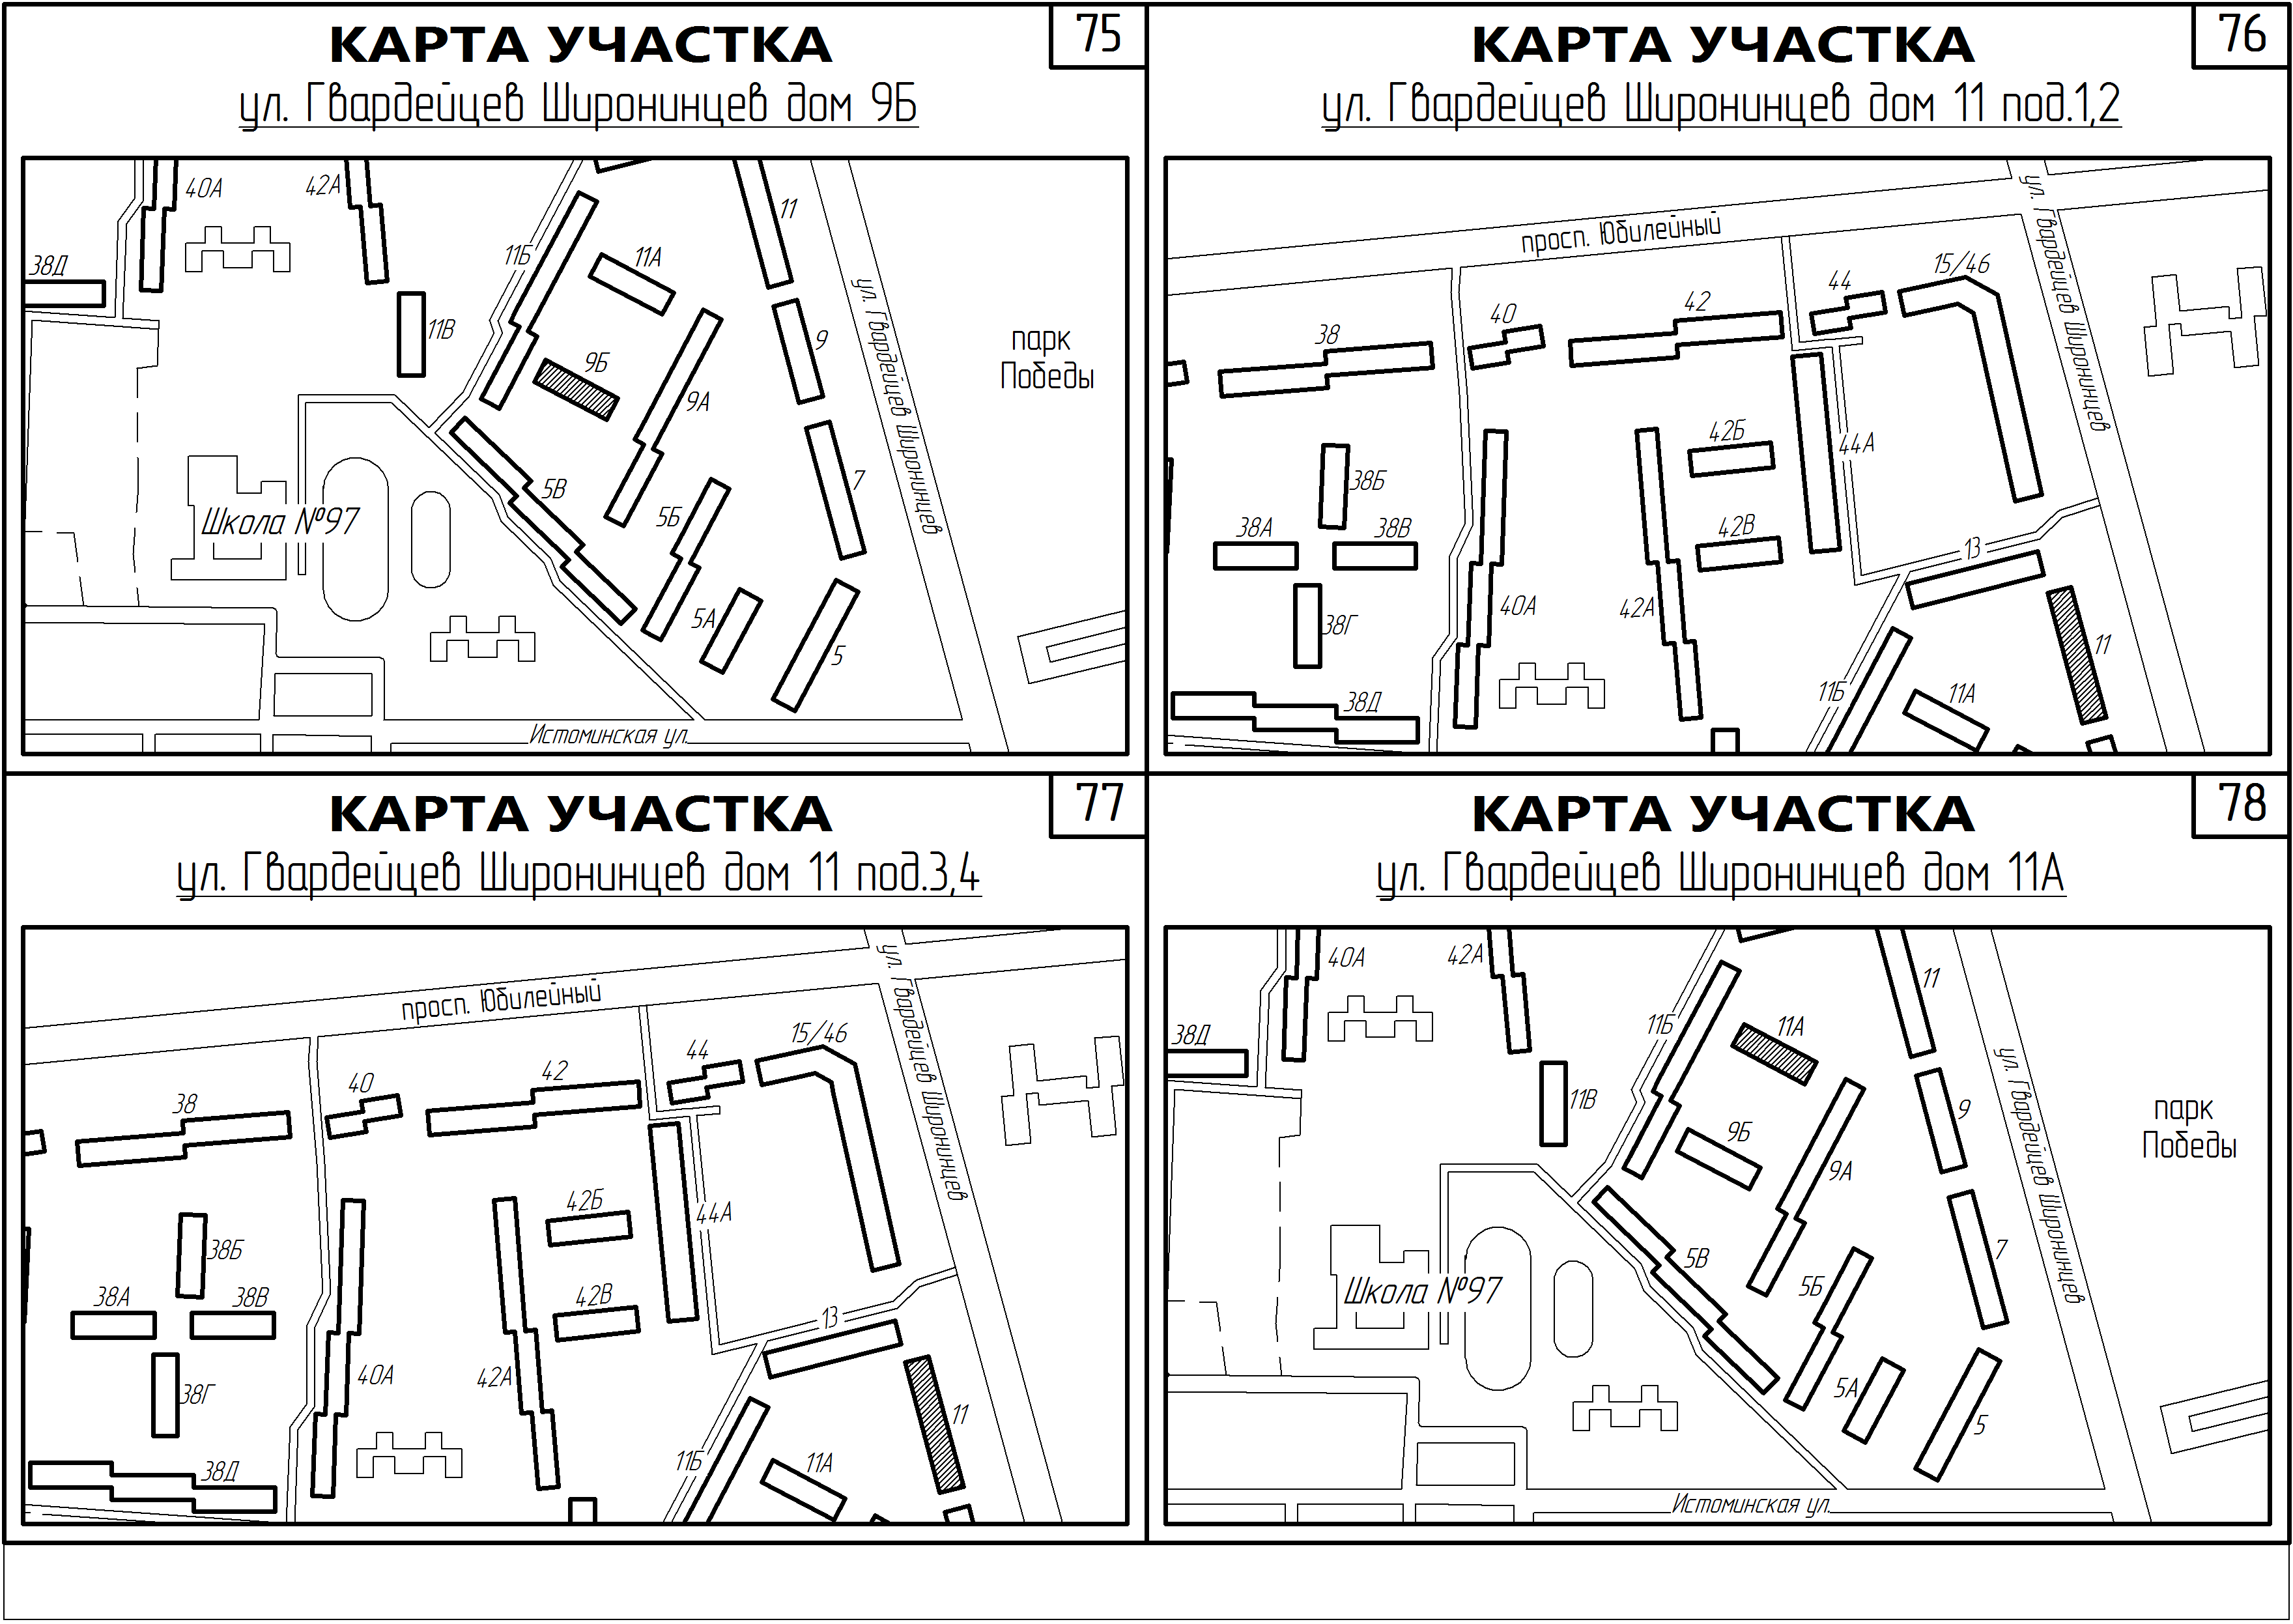 75
КАРТА УЧАСТКА
ул. Гвардейцев Широнинцев дом 9Б
40А
42А
11
11Б
11А
38Д
ул. Гвардейцев Широнинцев
11В
9
парк
Победы
9Б
9А
7
5В
5Б
Школа №97
5А
5
Истоминская ул.
76
КАРТА УЧАСТКА
ул. Гвардейцев Широнинцев дом 11 под.1,2
ул. Гвардейцев Широнинцев
просп. Юбилейный
15/46
44
42
40
38
42Б
44А
38Б
38А
38В
42В
13
40А
42А
38Г
11
11Б
11А
38Д
77
КАРТА УЧАСТКА
ул. Гвардейцев Широнинцев дом 11 под.3,4
ул. Гвардейцев Широнинцев
просп. Юбилейный
15/46
44
42
40
38
42Б
44А
38Б
38А
38В
42В
13
40А
42А
38Г
11
11Б
11А
38Д
78
КАРТА УЧАСТКА
ул. Гвардейцев Широнинцев дом 11А
40А
42А
11
11Б
11А
38Д
ул. Гвардейцев Широнинцев
11В
9
парк
Победы
9Б
9А
7
5В
5Б
Школа №97
5А
5
Истоминская ул.